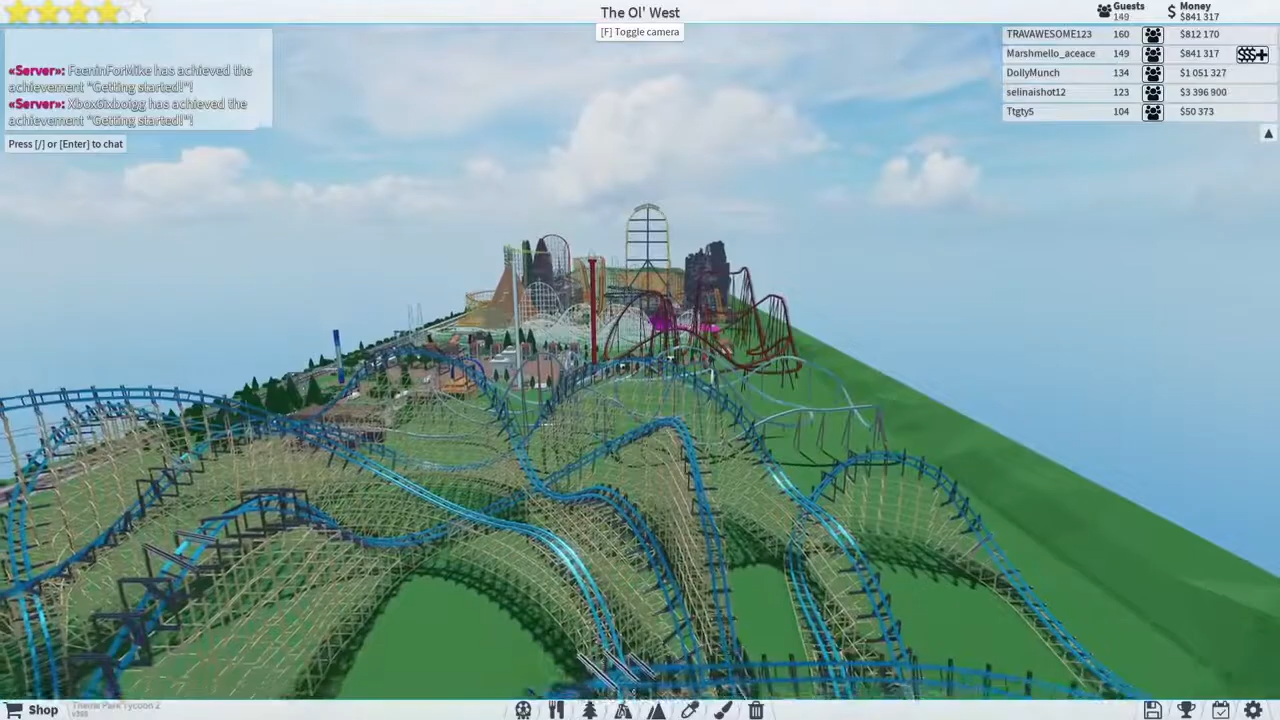 The Ol' West
[F] Toggle camera
Guests
149
$ Money
$841 317
TRAVAWESOME123 160 $812 170
Marshmello_aceace 149 $841 317 $$$+
DollyMunch 134 $1 051 327
selinaishot12 123 $3 396 900
Ttgty5 104 $50 373
«Server»: FeeninForMike has achieved the
achievement "Getting started!"!
«Server»: XboxSixboigg has achieved the
achievement "Getting started!"!
Press [/] or [Enter] to chat
Shop
Theme Park Tycoon 2